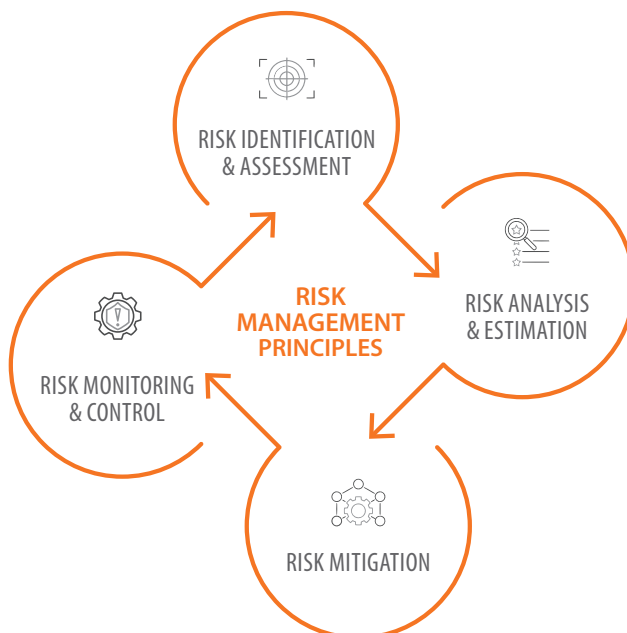 RISK IDENTIFICATION
& ASSESSMENT
RISK ANALYSIS
& ESTIMATION
RISK
MANAGEMENT
PRINCIPLES
RISK MONITORING
& CONTROL
RISK MITIGATION